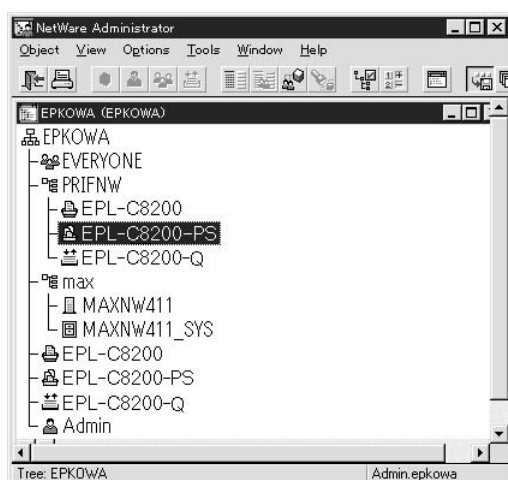 NetWare Administrator
Object View Options Tools Window Help
EPKOWA (EPKOWA)
EPKOWA
EVERYONE
PRIFNW
EPL-C8200
EPL-C8200-PS
EPL-C8200-Q
max
MAXNW411
MAXNW411_SYS
EPL-C8200
EPL-C8200-PS
EPL-C8200-Q
Admin
Tree: EPKOWA Admin.epkowa